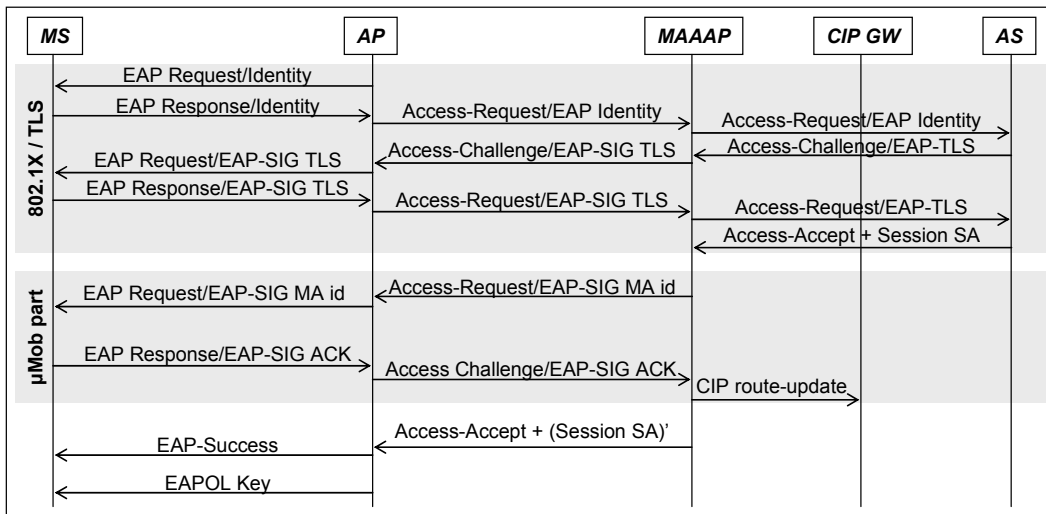 MS AP MAAAP CIP GW AS
802.1X / TLS
EAP Request/Identity
EAP Response/Identity
Access-Request/EAP Identity
Access-Request/EAP Identity
Access-Challenge/EAP-TLS
Access-Challenge/EAP-SIG TLS
EAP Request/EAP-SIG TLS
EAP Response/EAP-SIG TLS
Access-Request/EAP-SIG TLS
Access-Request/EAP-TLS
Access-Accept + Session SA
µMob part
Access-Request/EAP-SIG MA id
EAP Request/EAP-SIG MA id
EAP Response/EAP-SIG ACK
Access Challenge/EAP-SIG ACK
CIP route-update
Access-Accept + (Session SA)’
EAP-Success
EAPOL Key